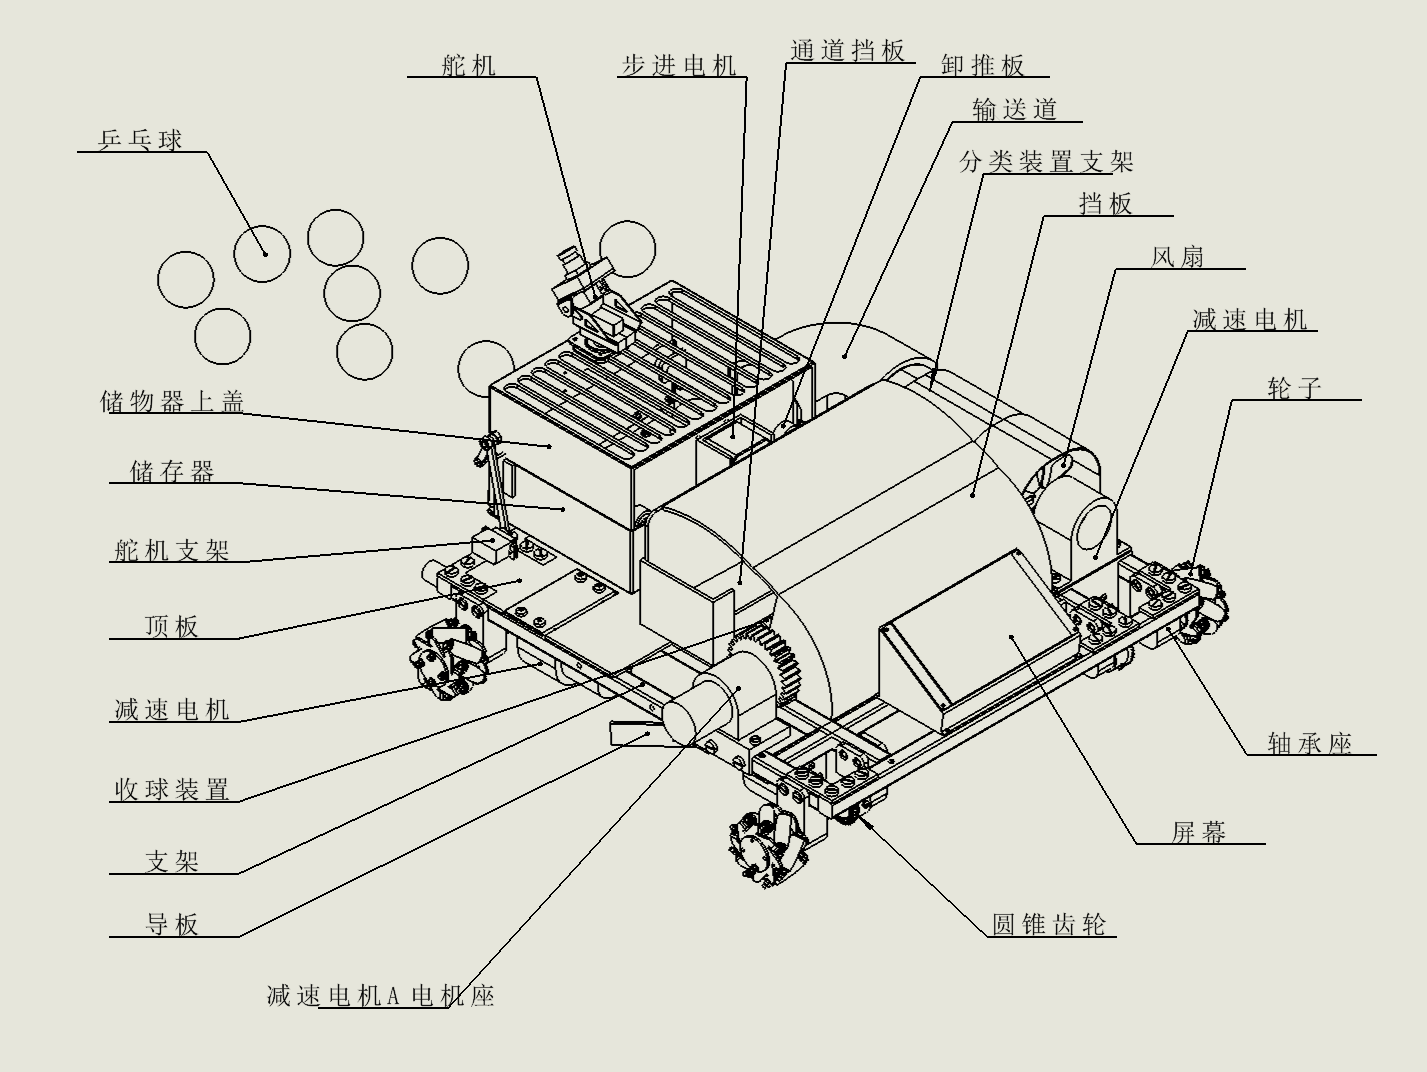 通道挡板
舵机
步进电机
卸推板
输送道
乒乓球
分类装置支架
挡板
风扇
减速电机
轮子
储物器上盖
储存器
舵机支架
顶板
减速电机
轴承座
收球装置
屏幕
支架
导板
圆锥齿轮
减速电机A电机座